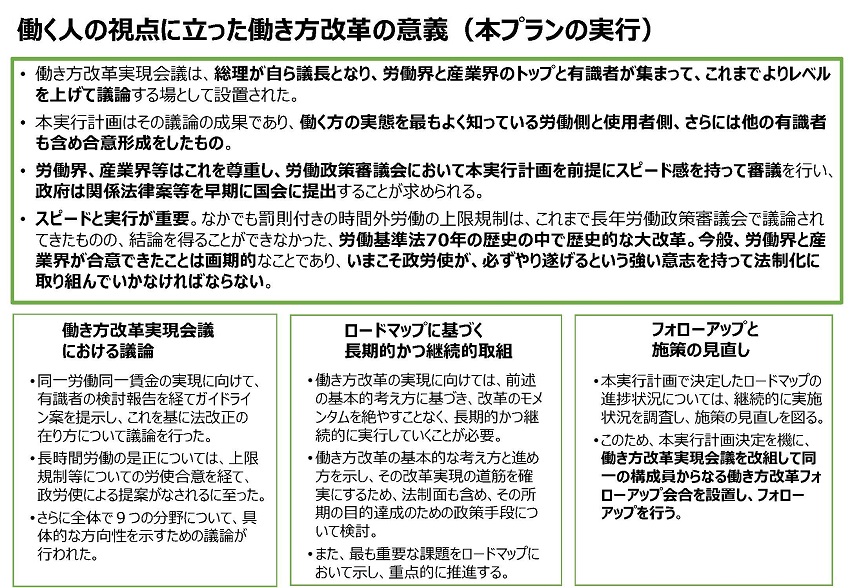 働く人の視点に立った働き方改革の意義（本プランの実行）
• 働き方改革実現会議は、総理が自ら議長となり、労働界と産業界のトップと有識者が集まって、これまでよりレベル
を上げて議論する場として設置された。
• 本実行計画はその議論の成果であり、働く方の実態を最もよく知っている労働側と使用者側、さらには他の有識者
も含め合意形成をしたもの。
• 労働界、産業界等はこれを尊重し、労働政策審議会において本実行計画を前提にスピード感を持って審議を行い、
政府は関係法律案等を早期に国会に提出することが求められる。
• スピードと実行が重要。なかでも罰則付きの時間外労働の上限規制は、これまで長年労働政策審議会で議論され
てきたものの、結論を得ることができなかった、労働基準法70年の歴史の中で歴史的な大改革。今般、労働界と産
業界が合意できたことは画期的なことであり、いまこそ政労使が、必ずやり遂げるという強い意志を持って法制化に
取り組んでいかなければならない。
働き方改革実現会議
における議論
•同一労働同一賃金の実現に向けて、
有識者の検討報告を経てガイドライ
ン案を提示し、これを基に法改正の
在り方について議論を行った。
•長時間労働の是正については、上限
規制等についての労使合意を経て、
政労使による提案がなされるに至った。
•さらに全体で９つの分野について、具
体的な方向性を示すための議論が
行われた。
ロードマップに基づく
長期的かつ継続的取組
•働き方改革の実現に向けては、前述
の基本的考え方に基づき、改革のモメ
ンタムを絶やすことなく、長期的かつ継
続的に実行していくことが必要。
•働き方改革の基本的な考え方と進め
方を示し、その改革実現の道筋を確
実にするため、法制面も含め、その所
期の目的達成のための政策手段につ
いて検討。
•また、最も重要な課題をロードマップに
おいて示し、重点的に推進する。
フォローアップと
施策の見直し
•本実行計画で決定したロードマップの
進捗状況については、継続的に実施
状況を調査し、施策の見直しを図る。
•このため、本実行計画決定を機に、
働き方改革実現会議を改組して同
一の構成員からなる働き方改革フォ
ローアップ会合を設置し、フォロー
アップを行う。